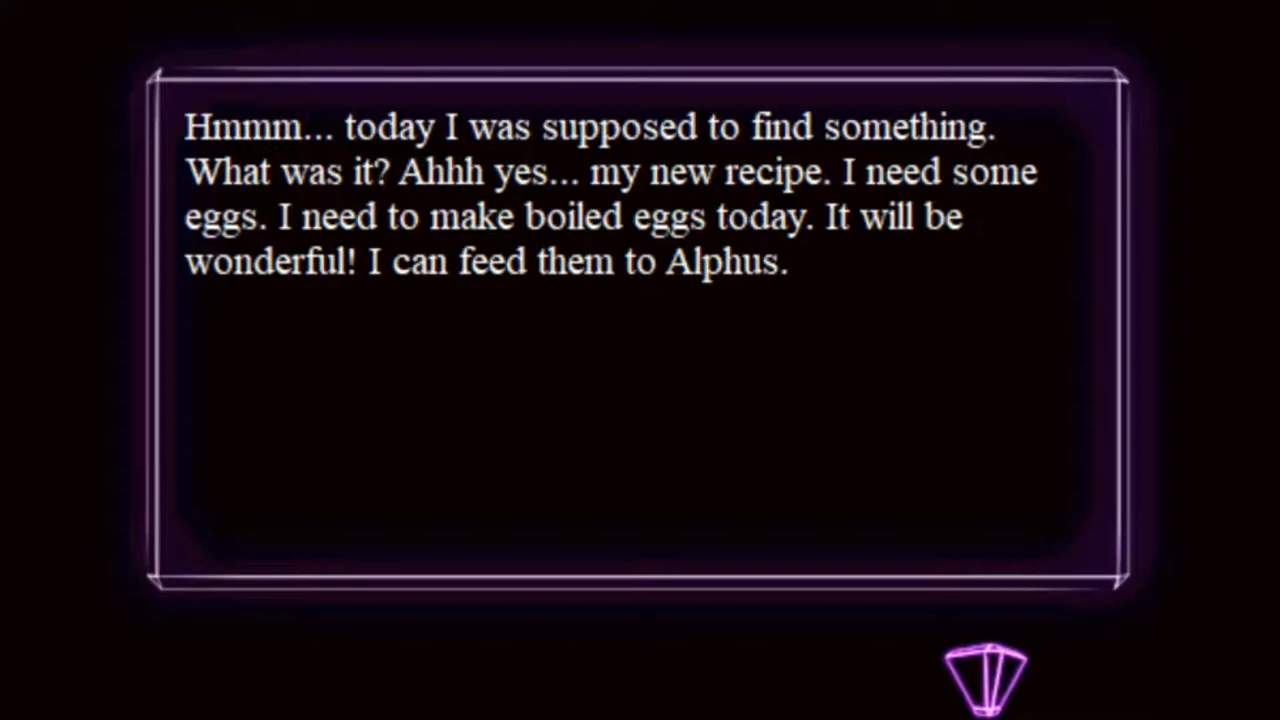 Hmmm... today I was supposed to find something.
What was it? Ahhh yes... my new recipe. I need some
eggs. I need to make boiled eggs today. It will be
wonderful! I can feed them to Alphus.